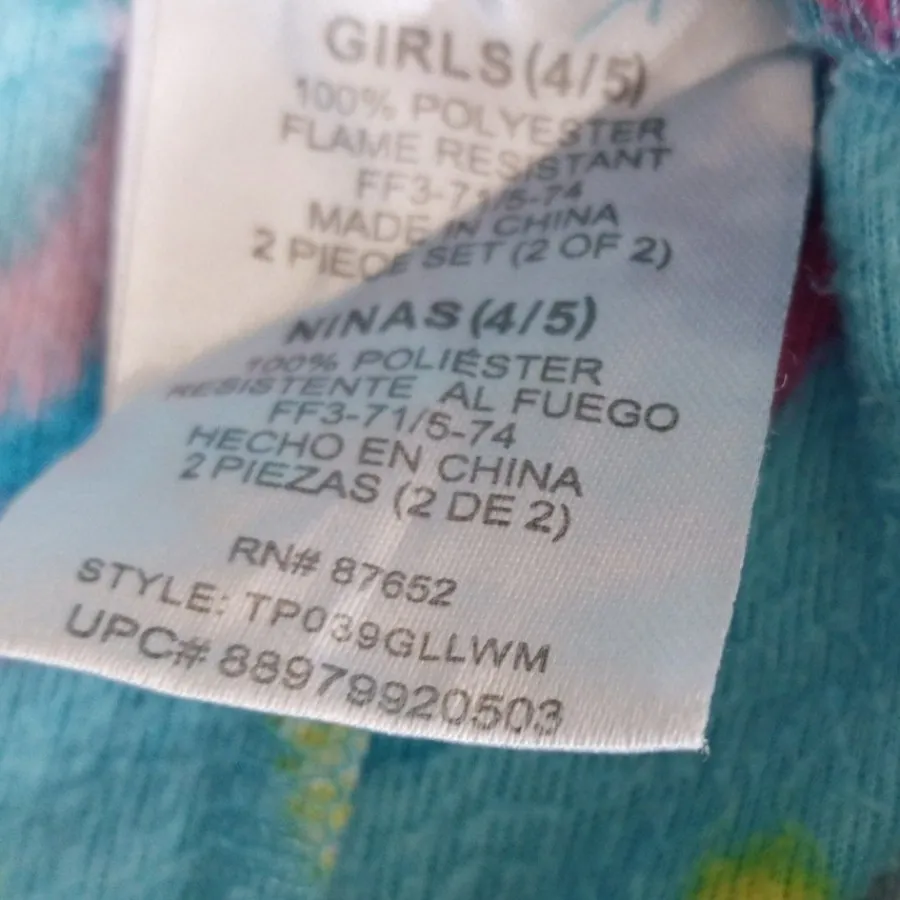 GIRLS (4/5)
100% POLYESTER
FLAME RESISTANT
FF3-71/5-74
MADE IN CHINA
2 PIECE SET (2 OF 2)
NINAS (4/5)
100% POLIÉSTER
RESISTENTE AL FUEGO
FF3-71/5-74
HECHO EN CHINA
2 PIEZAS (2 DE 2)
RN# 87652
STYLE: TP039GLLWM
UPC# 88979920503